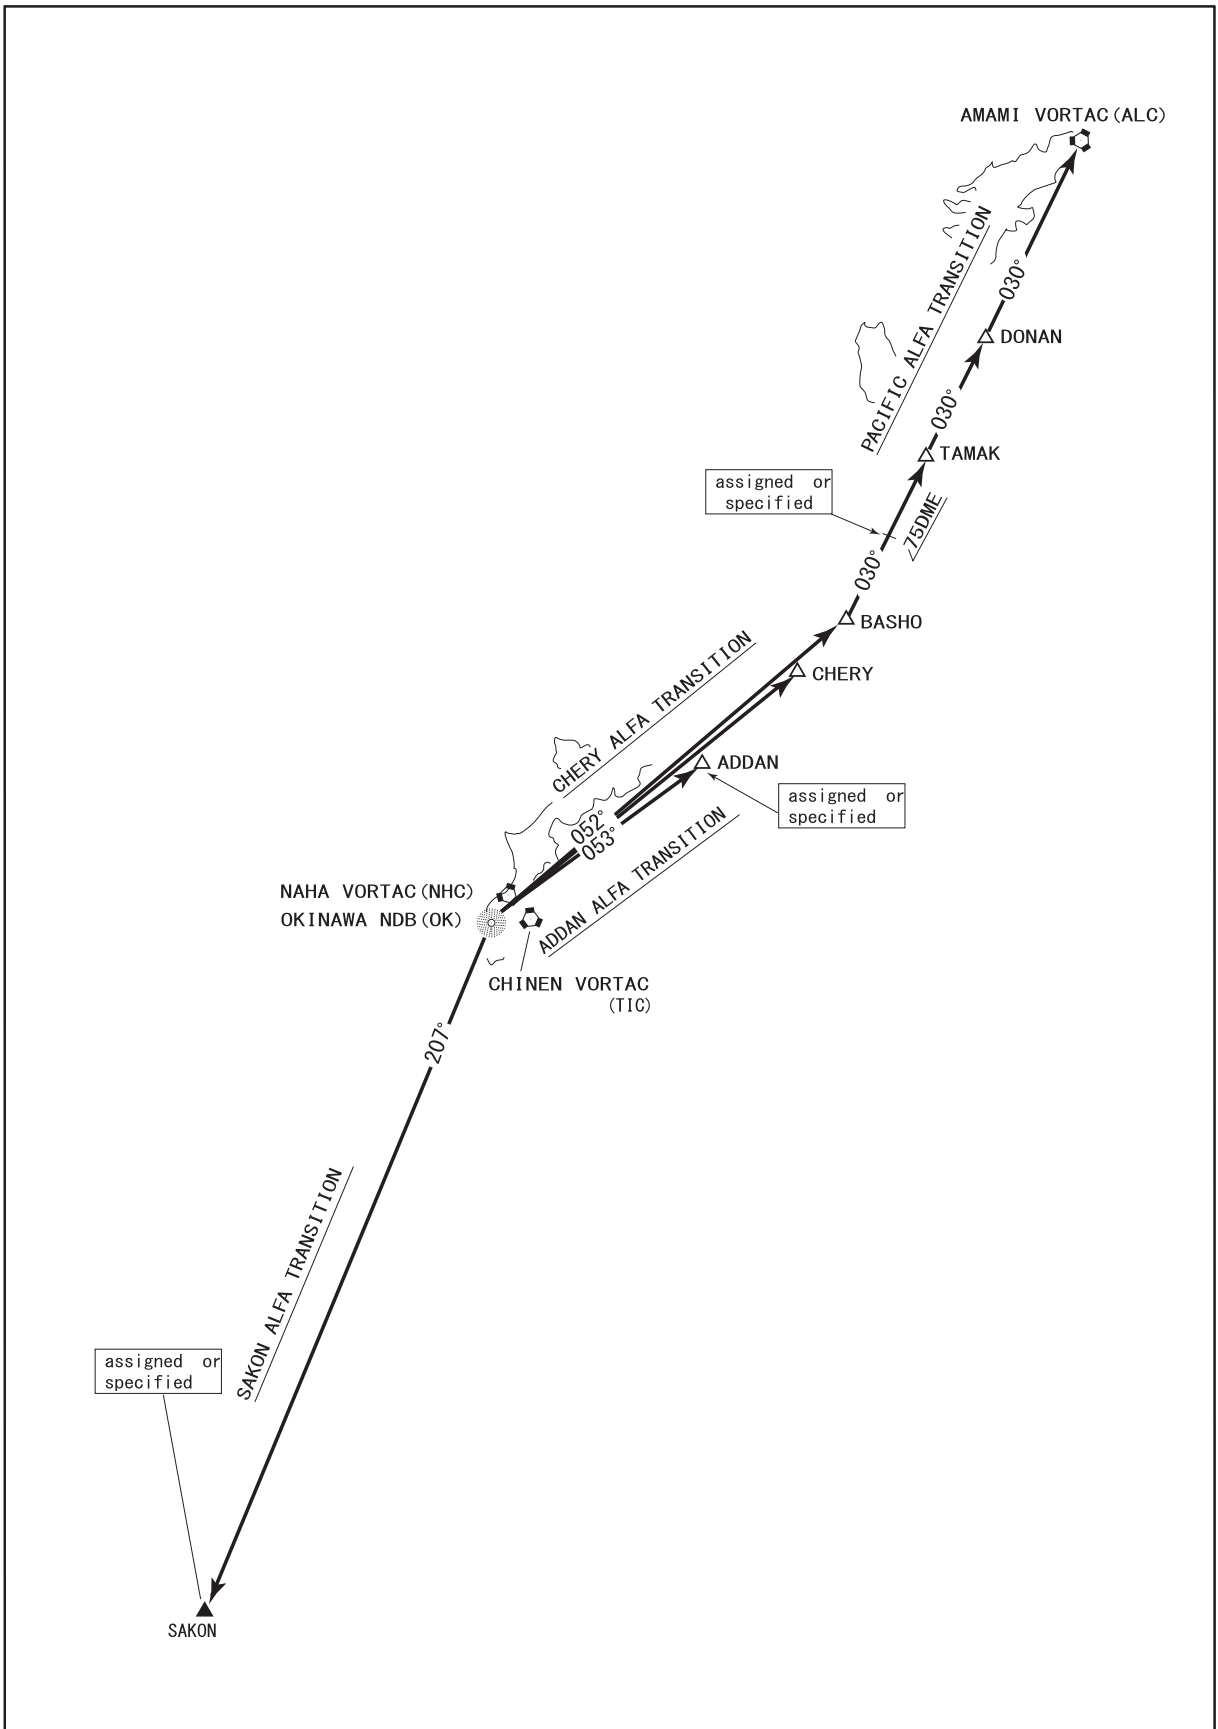 AMAMI VORTAC(ALC)
PACIFIC ALFA TRANSITION
030°
DONAN
030°
TAMAK
assigned or
specified
75DME
030°
BASHO
CHERY ALFA TRANSITION
CHERY
ADDAN
assigned or
specified
052°
053°
ADDAN ALFA TRANSITION
NAHA VORTAC(NHC)
OKINAWA NDB(OK)
CHINEN VORTAC
(TIC)
207°
SAKON ALFA TRANSITION
assigned or
specified
SAKON